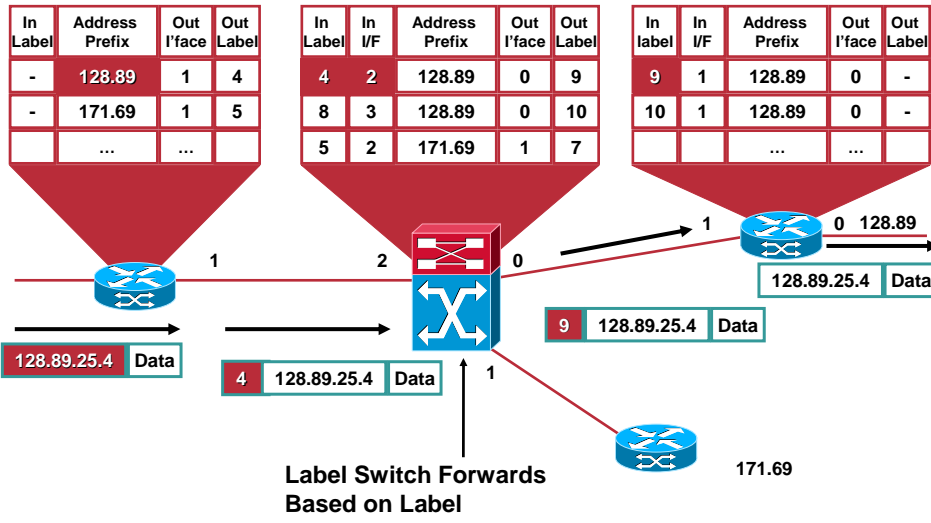 In Label Address Prefix Out I'face Out Label
- 128.89 1 4
- 171.69 1 5
... ...
In Label In I/F Address Prefix Out I'face Out Label
4 2 128.89 0 9
8 3 128.89 0 10
5 2 171.69 1 7
In label In I/F Address Prefix Out I'face Out Label
9 1 128.89 0 -
10 1 128.89 0 -
... ...
1
2
0
1
0 128.89
128.89.25.4 Data
9 128.89.25.4 Data
128.89.25.4 Data
4 128.89.25.4 Data
1
Label Switch Forwards
Based on Label
171.69